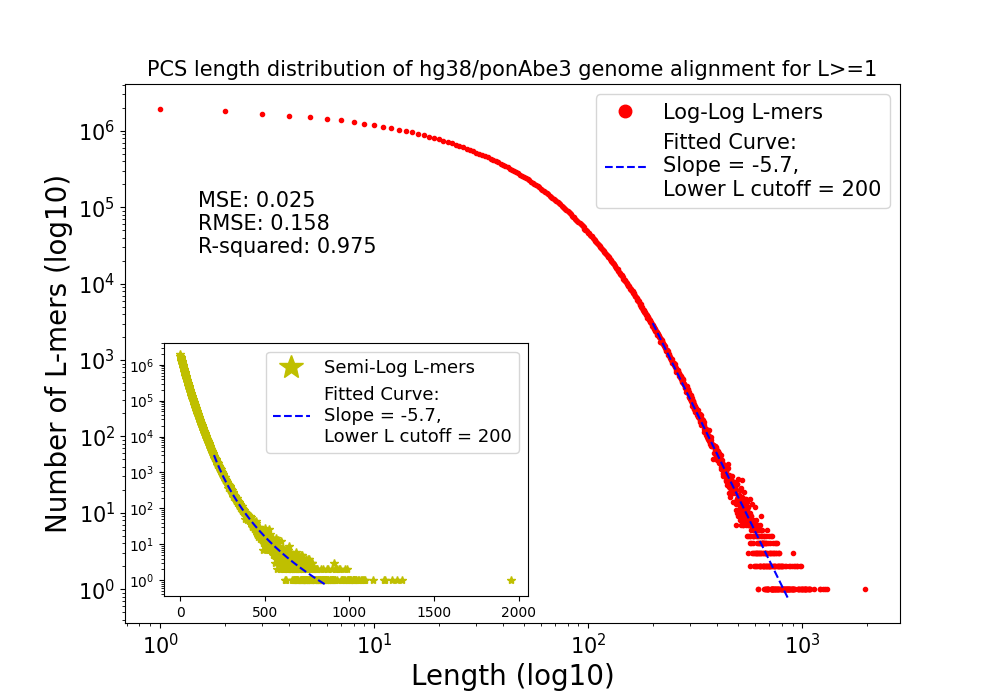 PCS length distribution of hg38/ponAbe3 genome alignment for L>=1
Number of L-mers (log10)
10^6
10^5
10^4
10^3
10^2
10^1
10^0
Log-Log L-mers
Fitted Curve:
Slope = -5.7,
Lower L cutoff = 200
MSE: 0.025
RMSE: 0.158
R-squared: 0.975
10^6
10^5
10^4
10^3
10^2
10^1
10^0
Semi-Log L-mers
Fitted Curve:
Slope = -5.7,
Lower L cutoff = 200
0 500 1000 1500 2000
10^0 10^1 10^2 10^3
Length (log10)